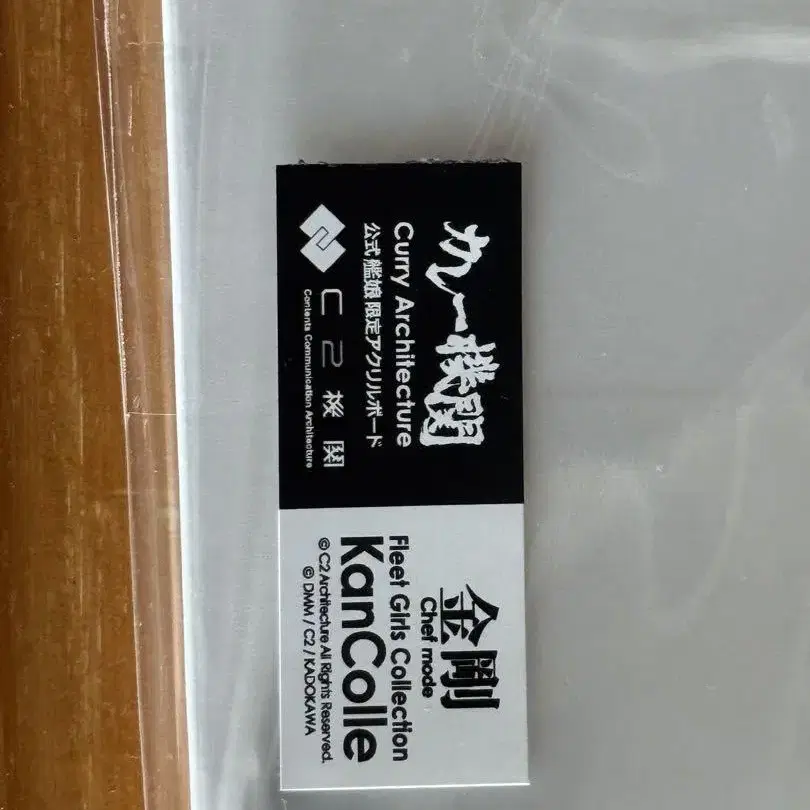 カレー機関
Curry Architecture
公式 艦娘 限定アクリルボード
C2機関
Contents Communication Architecture
金剛
Chef mode
Fleet Girls Collection
KanColle
© C2 Architecture All Rights Reserved.
© DMM / C2 / KADOKAWA